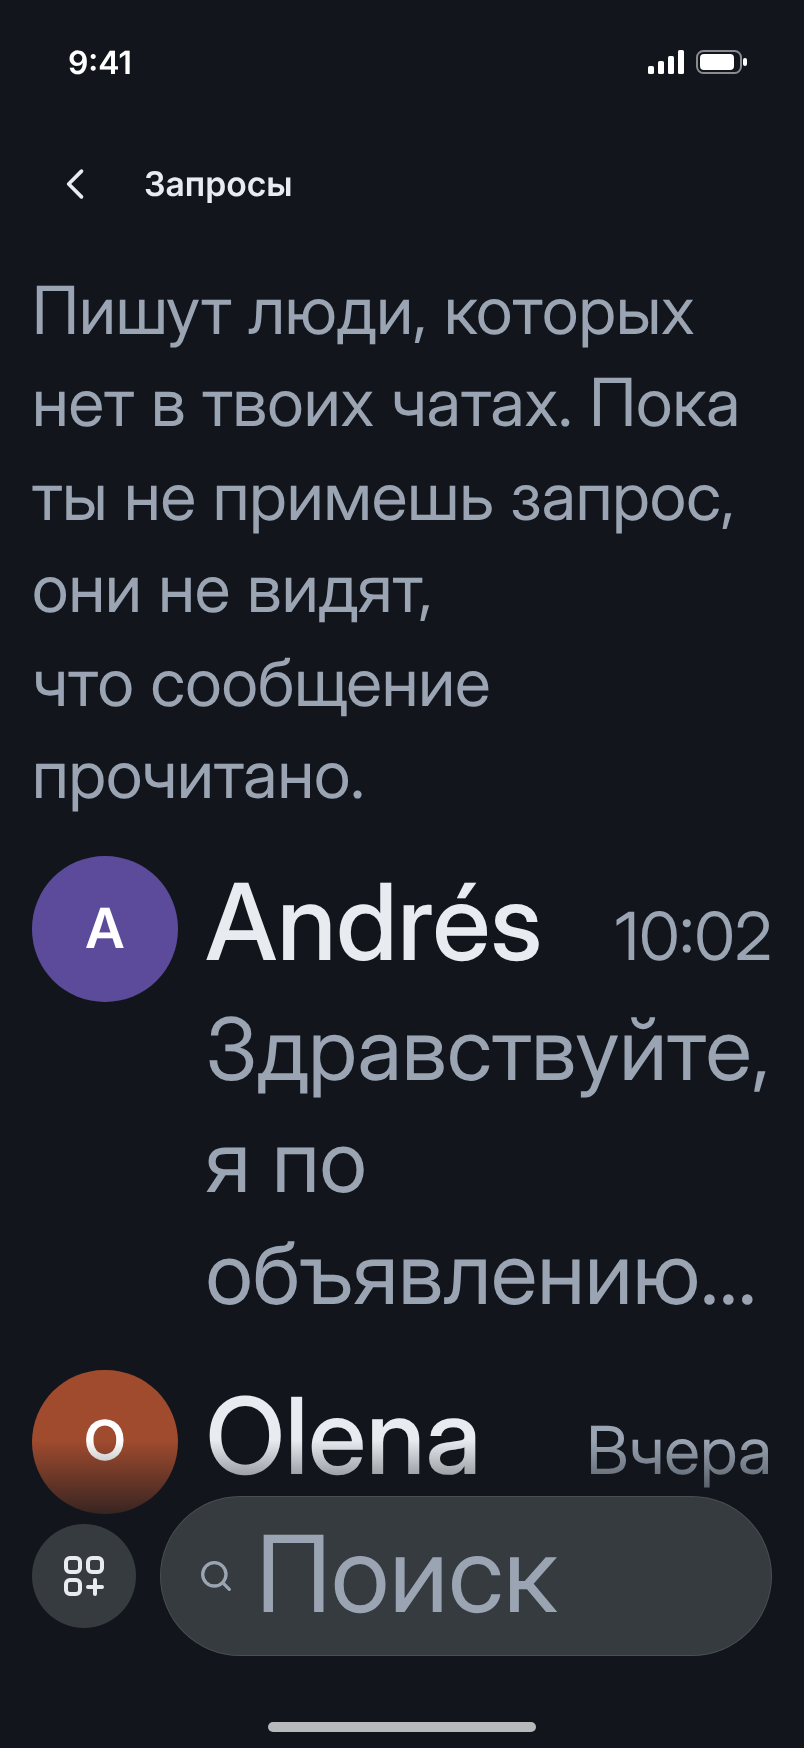 9:41
Запросы
Пишут люди, которых
нет в твоих чатах. Пока
ты не примешь запрос,
они не видят,
что сообщение
прочитано.
A
Andrés 10:02
Здравствуйте,
я по
объявлению...
O
Olena Вчера
Поиск